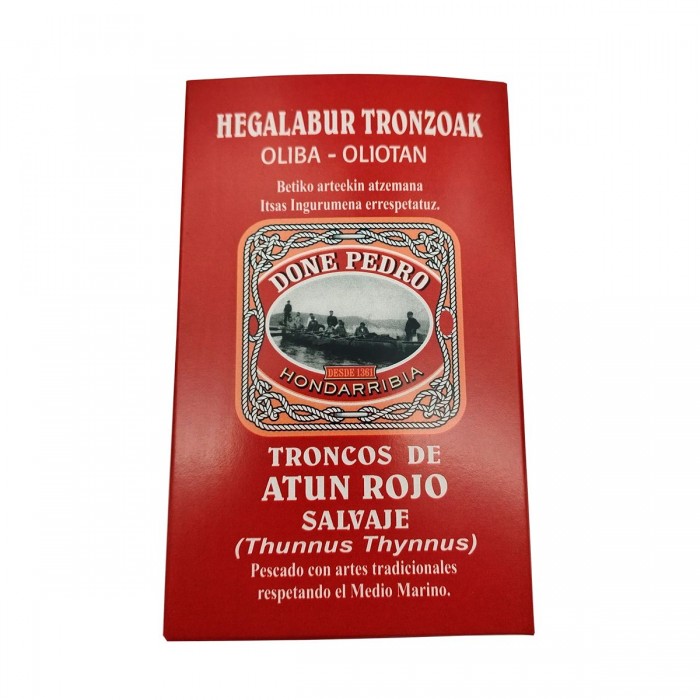 HEGALABUR TRONZOAK
OLIBA - OLIOTAN
Betiko arteekin atzemana
Itsas Ingurumena errespetatuz.
DONE PEDRO
DESDE 1361
HONDARRIBIA
TRONCOS DE
ATUN ROJO
SALVAJE
(Thunnus Thynnus)
Pescado con artes tradicionales
respetando el Medio Marino.